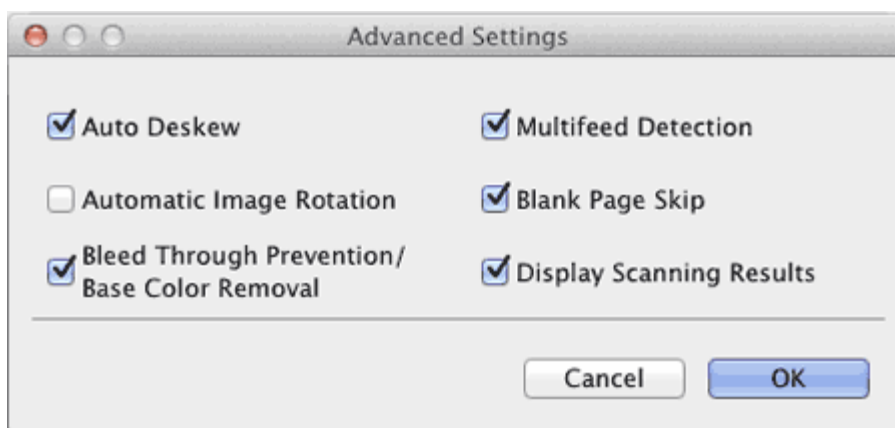 Advanced Settings
Auto Deskew
Multifeed Detection
Automatic Image Rotation
Blank Page Skip
Bleed Through Prevention/
Base Color Removal
Display Scanning Results
Cancel
OK